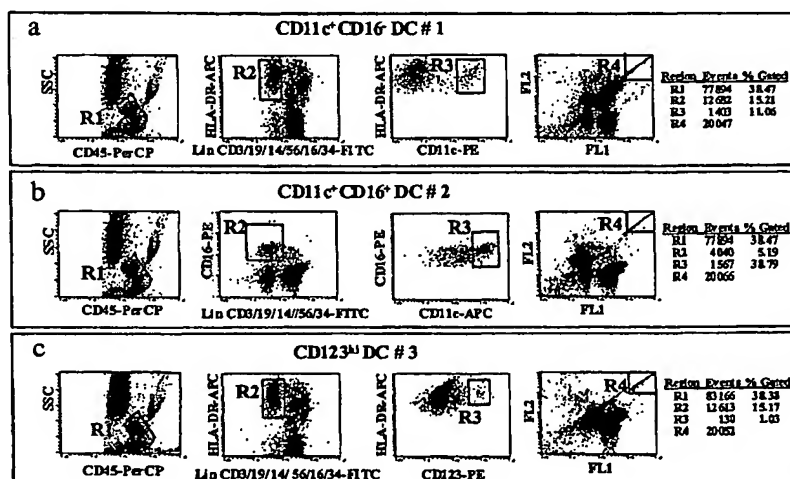 a
CD11c⁺CD16⁻ DC # 1
SSC
R1
CD45-PerCP
HLA-DR-APC
R2
Lin CD3/19/14/56/16/34-FITC
HLA-DR-APC
R3
CD11c-PE
FL2
R4
FL1
Region Events % Gated
R1 77894 38.47
R2 12682
R3 1403
R4 20047
b
CD11c⁺CD16⁺ DC # 2
SSC
R1
CD45-PerCP
CD16-PE
R2
Lin CD3/19/14//56/34-FITC
CD16-PE
R3
CD11c-APC
FL2
R4
FL1
Region Events % Gated
R1 77894 38.47
R2 4040 5.19
R3 1567 38.79
R4 20066
c
CD123ʰⁱ DC # 3
SSC
R1
CD45-PerCP
HLA-DR-APC
R2
Lin CD3/19/14/56/16/34-FITC
HLA-DR-APC
R3
CD123-PE
FL2
R4
FL1
Region Events % Gated
R1 83166 38.38
R2 12613 15.17
R3 130 1.03
R4 20052